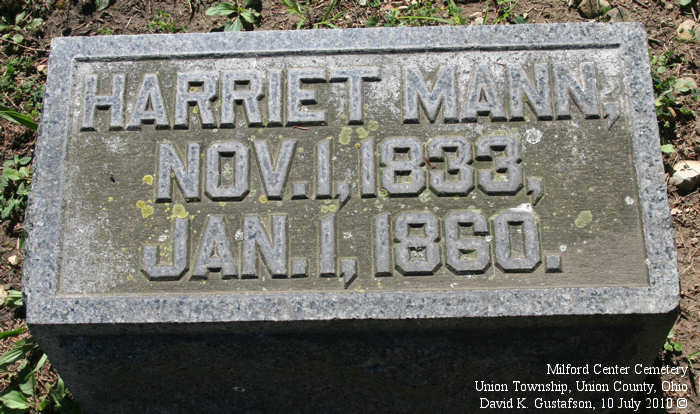 HARRIET MANN,
NOV. 1, 1833,
JAN. 1, 1860.
Milford Center Cemetery
Union Township, Union County, Ohio
David K. Gustafson, 10 July 2010 ©